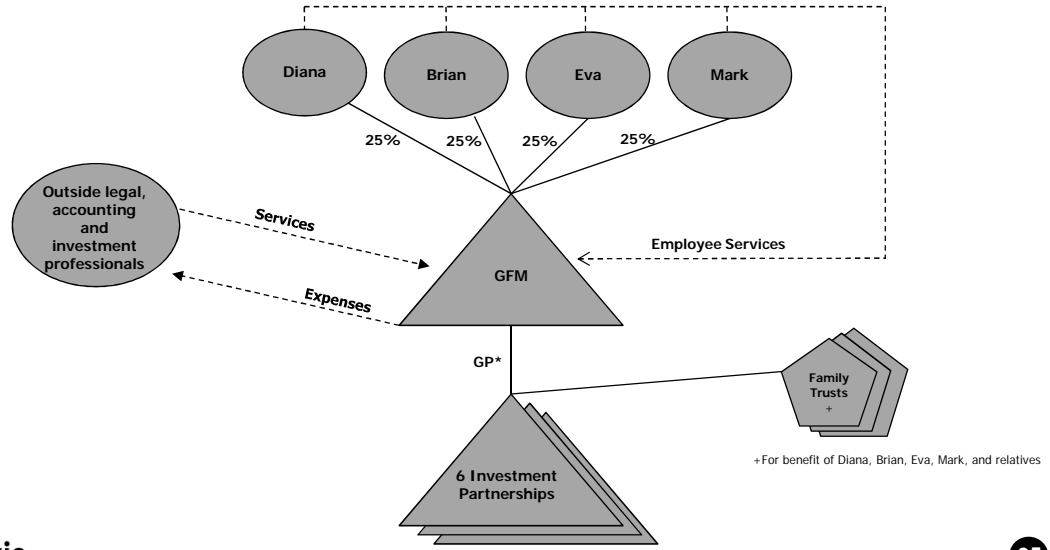 Diana
Brian
Eva
Mark
25%
25%
25%
25%
Outside legal,
accounting
and
investment
professionals
Services
Employee Services
GFM
Expenses
GP*
Family
Trusts
+
+For benefit of Diana, Brian, Eva, Mark, and relatives
6 Investment
Partnerships